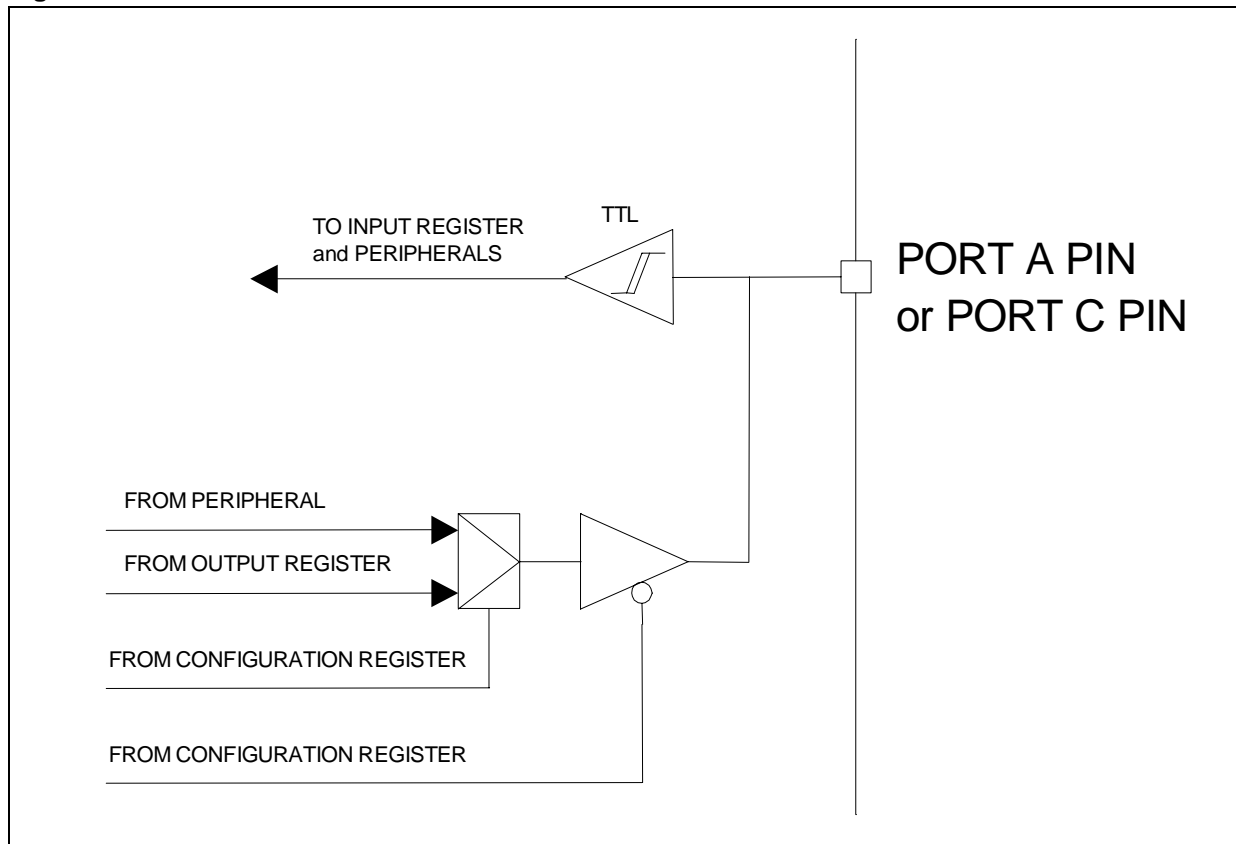 TTL
TO INPUT REGISTER
and PERIPHERALS
PORT A PIN
or PORT C PIN
FROM PERIPHERAL
FROM OUTPUT REGISTER
FROM CONFIGURATION REGISTER
FROM CONFIGURATION REGISTER